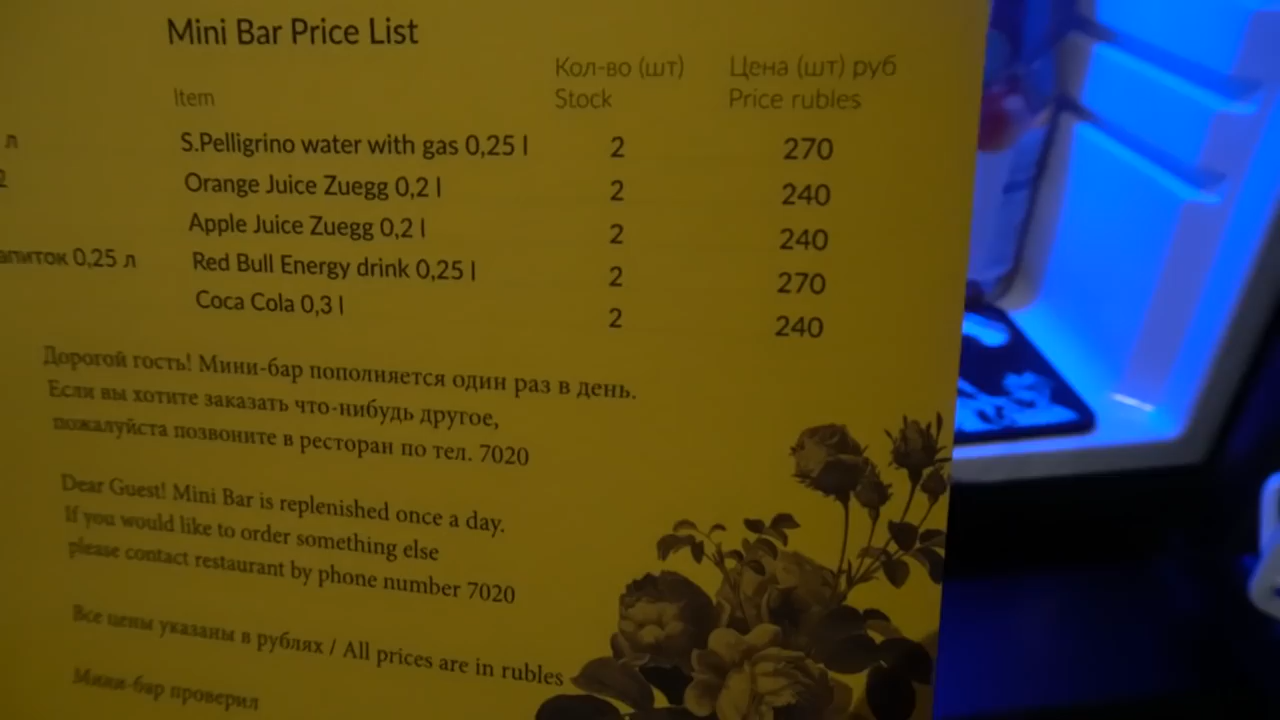 Mini Bar Price List
Кол-во (шт) Цена (шт) руб
Item Stock Price rubles
л S.Pelligrino water with gas 0,25 l 2 270
2 Orange Juice Zuegg 0,2 l 2 240
Apple Juice Zuegg 0,2 l 2 240
апиток 0,25 л Red Bull Energy drink 0,25 l 2 270
Coca Cola 0,3 l 2 240
Дорогой гость! Мини-бар пополняется один раз в день.
Если вы хотите заказать что-нибудь другое,
пожалуйста позвоните в ресторан по тел. 7020
Dear Guest! Mini Bar is replenished once a day.
If you would like to order something else
please contact restaurant by phone number 7020
Все цены указаны в рублях / All prices are in rubles
Мини-бар проверил